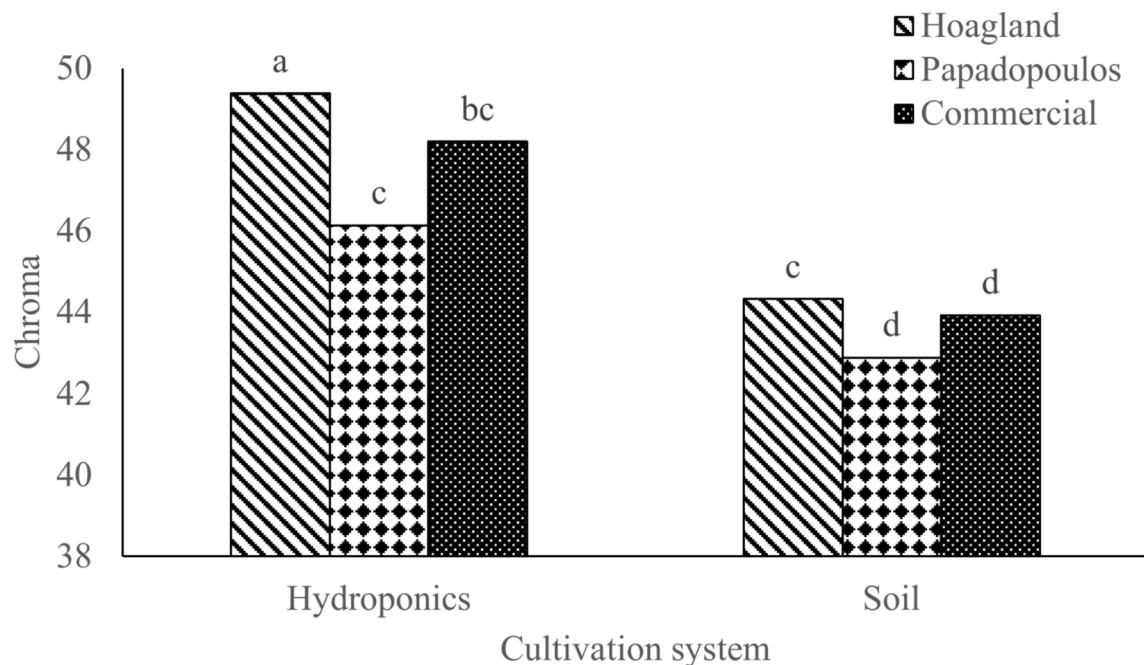 Hoagland
Papadopoulos
Commercial
50
48
46
44
42
40
38
Chroma
a
c
bc
c
d
d
Hydroponics
Soil
Cultivation system